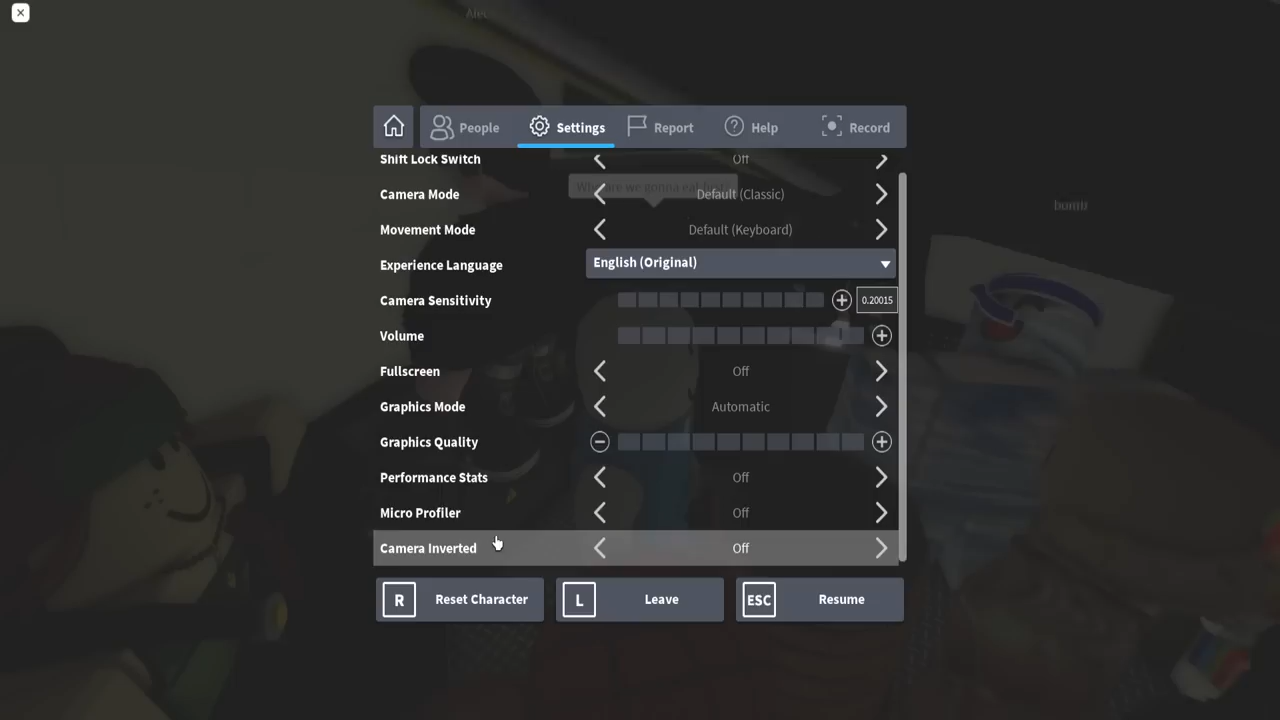 Alec
People Settings Report Help Record
Shift Lock Switch Off
Camera Mode Default (Classic)
Movement Mode Default (Keyboard)
Experience Language English (Original)
Camera Sensitivity 0.20015
Volume
Fullscreen Off
Graphics Mode Automatic
Graphics Quality
Performance Stats Off
Micro Profiler Off
Camera Inverted Off
R Reset Character L Leave ESC Resume